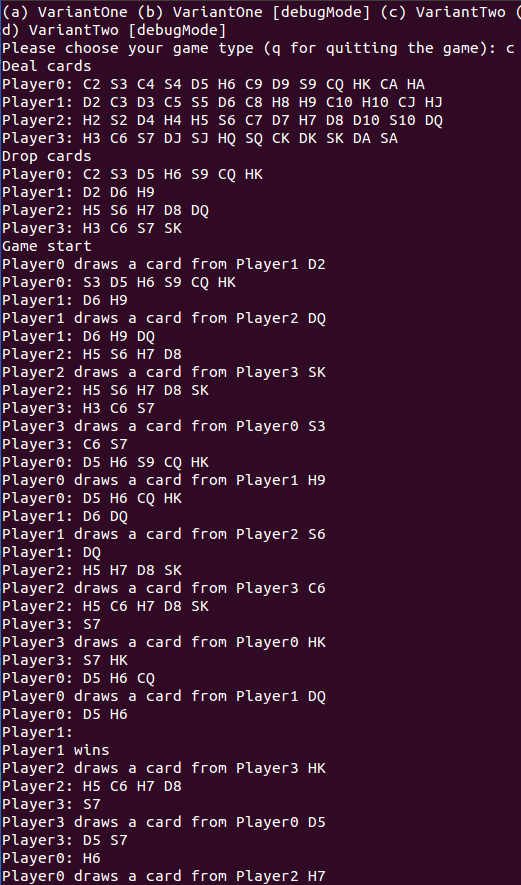 (a) VariantOne (b) VariantOne [debugMode] (c) VariantTwo (
d) VariantTwo [debugMode]
Please choose your game type (q for quitting the game): c
Deal cards
Player0: C2 S3 C4 S4 D5 H6 C9 D9 S9 CQ HK CA HA
Player1: D2 C3 D3 C5 S5 D6 C8 H8 H9 C10 H10 CJ HJ
Player2: H2 S2 D4 H4 H5 S6 C7 D7 H7 D8 D10 S10 DQ
Player3: H3 C6 S7 DJ SJ HQ SQ CK DK SK DA SA
Drop cards
Player0: C2 S3 D5 H6 S9 CQ HK
Player1: D2 D6 H9
Player2: H5 S6 H7 D8 DQ
Player3: H3 C6 S7 SK
Game start
Player0 draws a card from Player1 D2
Player0: S3 D5 H6 S9 CQ HK
Player1: D6 H9
Player1 draws a card from Player2 DQ
Player1: D6 H9 DQ
Player2: H5 S6 H7 D8
Player2 draws a card from Player3 SK
Player2: H5 S6 H7 D8 SK
Player3: H3 C6 S7
Player3 draws a card from Player0 S3
Player3: C6 S7
Player0: D5 H6 S9 CQ HK
Player0 draws a card from Player1 H9
Player0: D5 H6 CQ HK
Player1: D6 DQ
Player1 draws a card from Player2 S6
Player1: DQ
Player2: H5 H7 D8 SK
Player2 draws a card from Player3 C6
Player2: H5 C6 H7 D8 SK
Player3: S7
Player3 draws a card from Player0 HK
Player3: S7 HK
Player0: D5 H6 CQ
Player0 draws a card from Player1 DQ
Player0: D5 H6
Player1:
Player1 wins
Player2 draws a card from Player3 HK
Player2: H5 C6 H7 D8
Player3: S7
Player3 draws a card from Player0 D5
Player3: D5 S7
Player0: H6
Player0 draws a card from Player2 H7